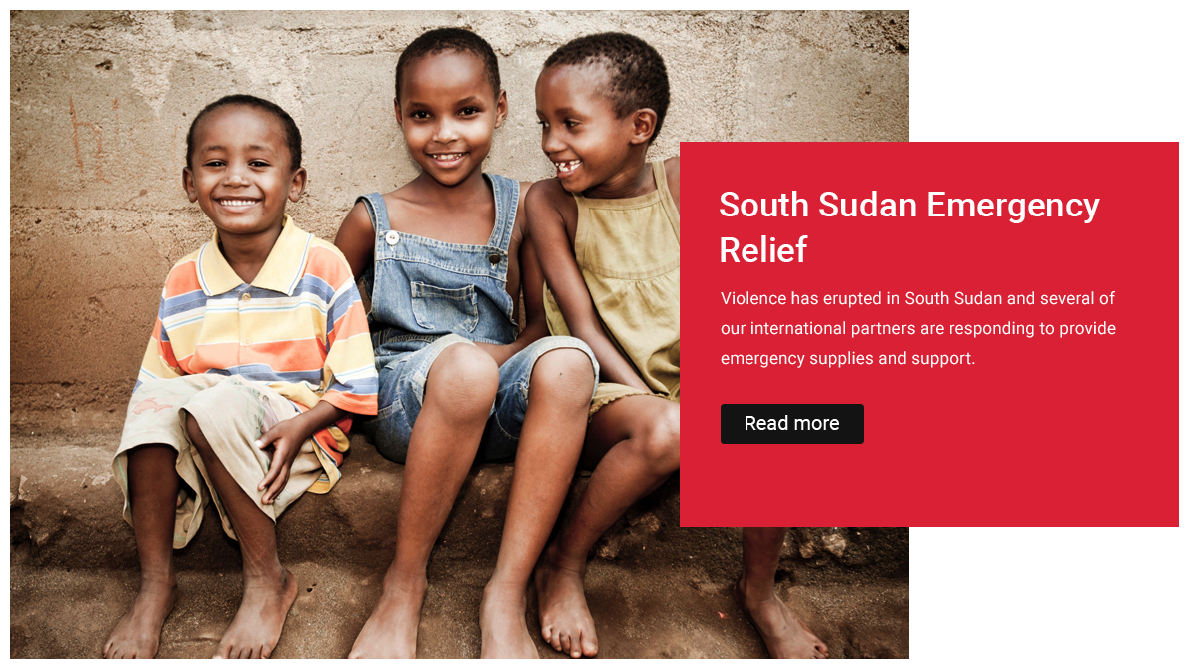 South Sudan Emergency
Relief
Violence has erupted in South Sudan and several of
our international partners are responding to provide
emergency supplies and support.
Read more